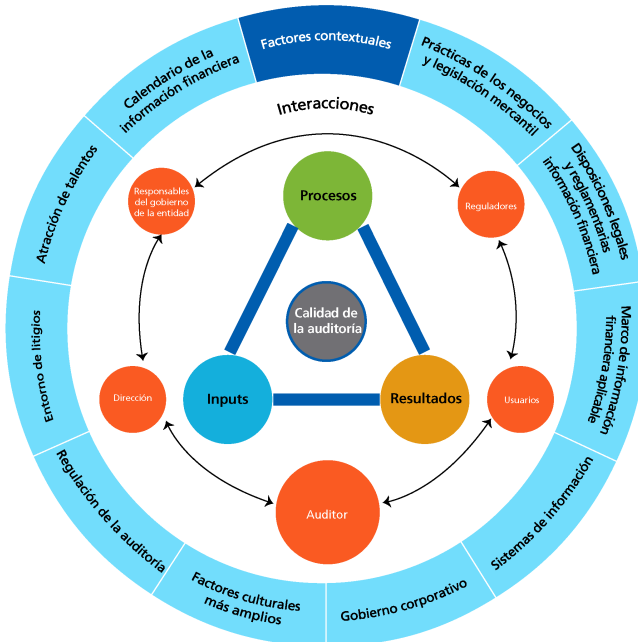 Factores contextuales
Prácticas de los negocios
y legislación mercantil
Disposiciones legales
y reglamentarias
información financiera
Marco de información
financiera aplicable
Sistemas de información
Gobierno corporativo
Factores culturales
más amplios
Regulación de la auditoría
Entorno de litigios
Atracción de talentos
Calendario de la
información financiera
Interacciones
Responsables
del gobierno
de la entidad
Procesos
Reguladores
Calidad de
la auditoría
Dirección
Inputs
Resultados
Usuarios
Auditor